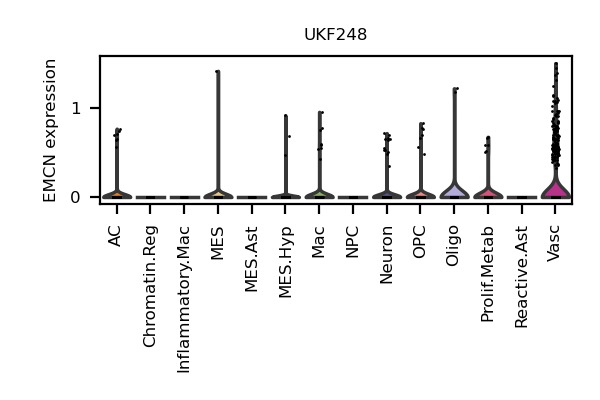 UKF248
EMCN expression
1
0
AC
Chromatin.Reg
Inflammatory.Mac
MES
MES.Ast
MES.Hyp
Mac
NPC
Neuron
OPC
Oligo
Prolif.Metab
Reactive.Ast
Vasc